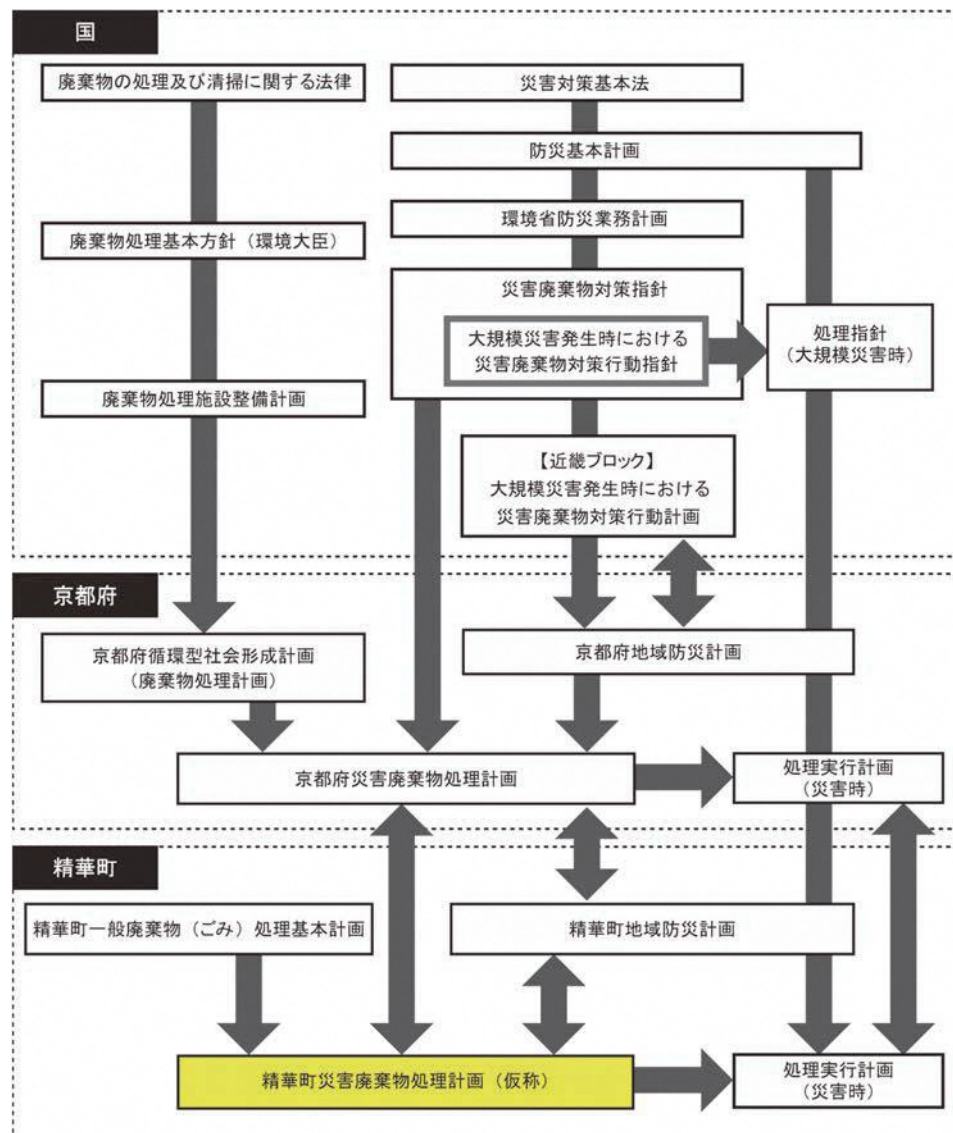 国
廃棄物の処理及び清掃に関する法律
災害対策基本法
防災基本計画
環境省防災業務計画
廃棄物処理基本方針（環境大臣）
災害廃棄物対策指針
大規模災害発生時における
災害廃棄物対策行動指針
処理指針
（大規模災害時）
廃棄物処理施設整備計画
【近畿ブロック】
大規模災害発生時における
災害廃棄物対策行動計画
京都府
京都府循環型社会形成計画
（廃棄物処理計画）
京都府地域防災計画
京都府災害廃棄物処理計画
処理実行計画
（災害時）
精華町
精華町一般廃棄物（ごみ）処理基本計画
精華町地域防災計画
精華町災害廃棄物処理計画（仮称）
処理実行計画
（災害時）